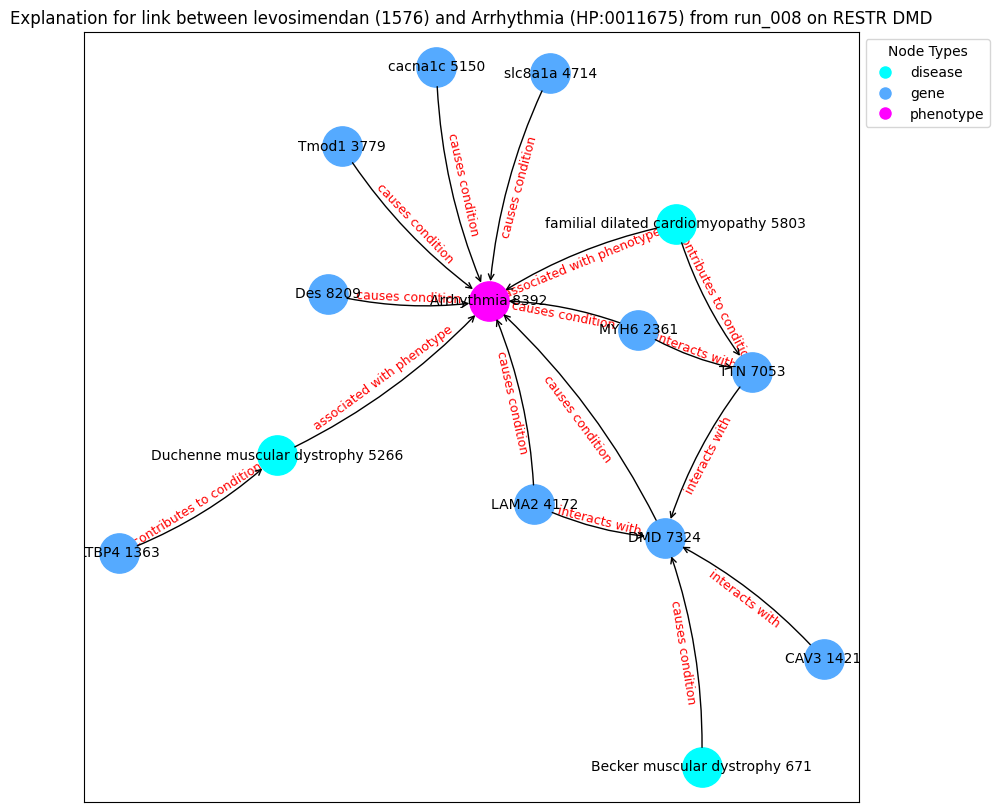 Explanation for link between levosimendan (1576) and Arrhythmia (HP:0011675) from run_008 on RESTR DMD
Node Types
disease
gene
phenotype
cacna1c 5150
slc8a1a 4714
Tmod1 3779
causes condition
causes condition
causes condition
familial dilated cardiomyopathy 5803
associated with phenotype
contributes to condition
Des 8209
causes condition
Arrhythmia 8392
causes condition
MYH6 2361
interacts with
TTN 7053
associated with phenotype
causes condition
causes condition
interacts with
Duchenne muscular dystrophy 5266
contributes to condition
LAMA2 4172
interacts with
DMD 7324
TBP4 1363
interacts with
causes condition
CAV3 1421
Becker muscular dystrophy 671